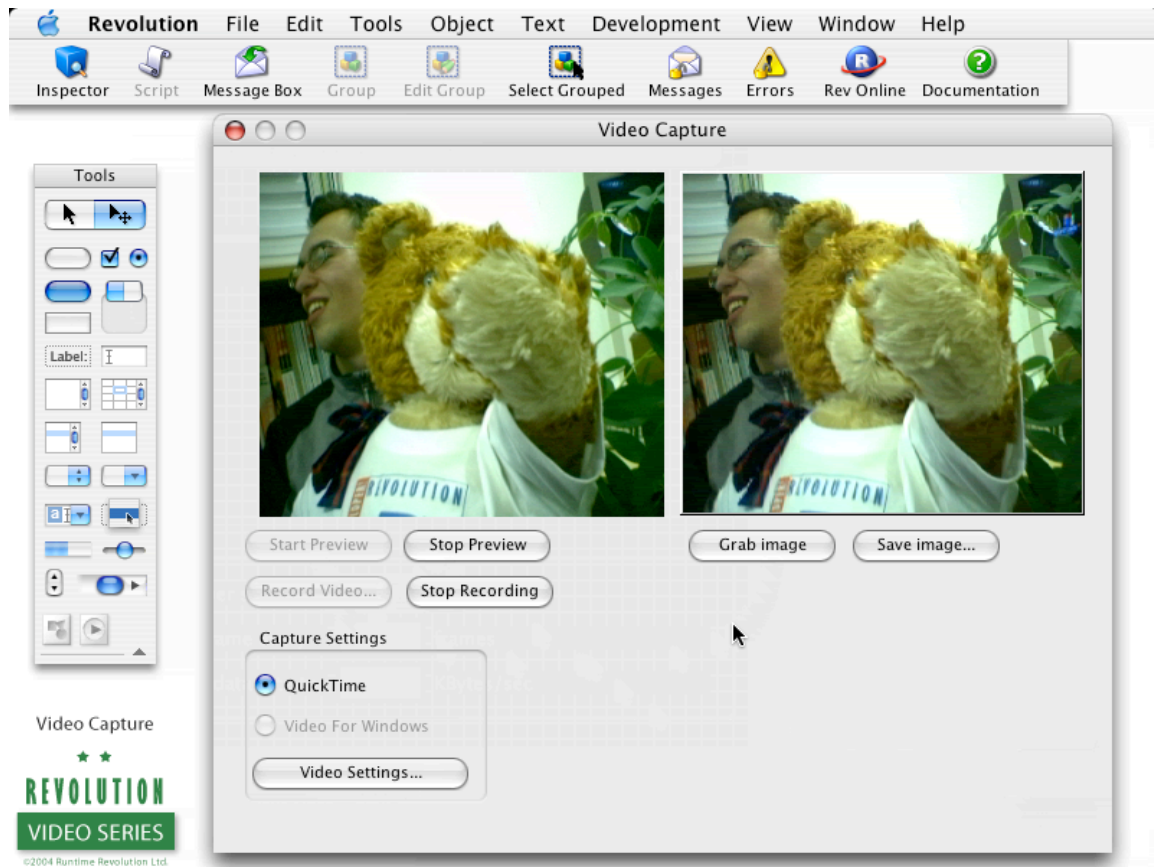 Revolution File Edit Tools Object Text Development View Window Help
Inspector Script Message Box Group Edit Group Select Grouped Messages Errors Rev Online Documentation
Video Capture
Tools
Label:
REVOLUTION
REVOLUTION
Start Preview Stop Preview Grab image Save image...
Record Video... Stop Recording
Capture Settings
QuickTime
Video For Windows
Video Settings...
Video Capture
REVOLUTION
VIDEO SERIES
©2004 Runtime Revolution Ltd.